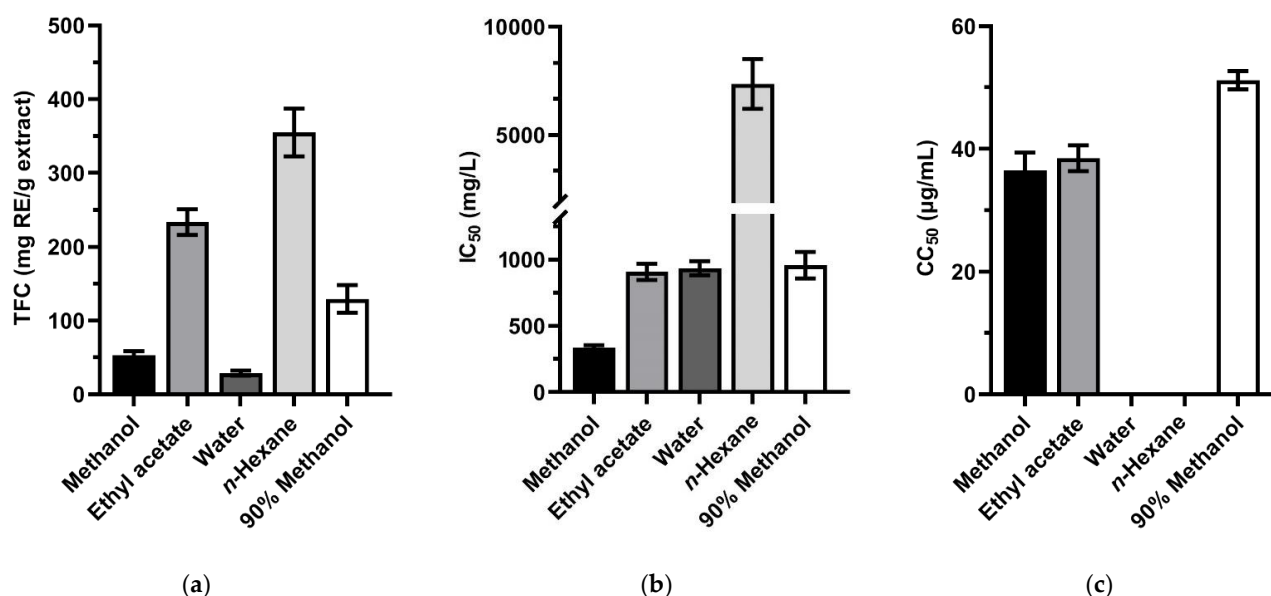 TFC (mg RE/g extract)
500
400
300
200
100
0
Methanol
Ethyl acetate
Water
n-Hexane
90% Methanol
(a)
IC50 (mg/L)
10000
5000
1000
500
0
Methanol
Ethyl acetate
Water
n-Hexane
90% Methanol
(b)
CC50 (µg/mL)
60
40
20
0
Methanol
Ethyl acetate
Water
n-Hexane
90% Methanol
(c)